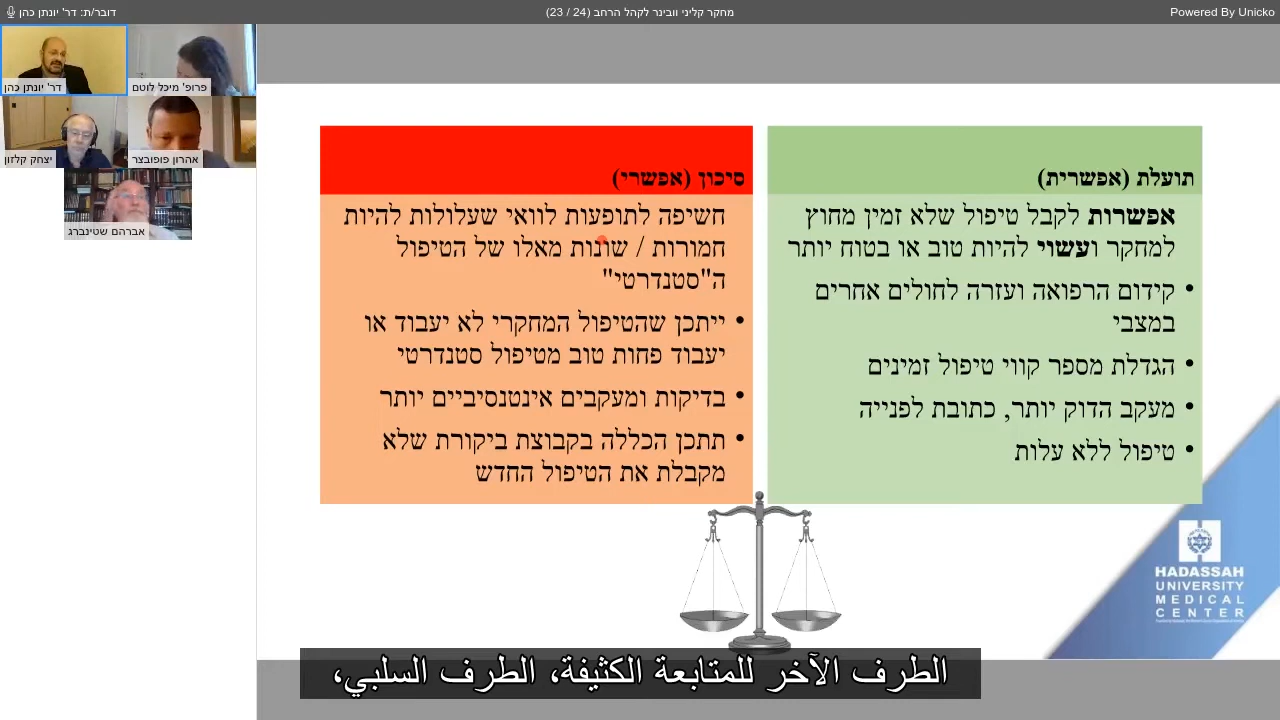 דובר/ת: דר' יונתן כהן
מחקר קליני וובינר לקהל הרחב (24 / 23)
Powered By Unicko
דר' יונתן כהן
פרופ' מיכל לוטם
יצחק קלזון
אהרון פופובצר
אברהם שטינברג
תועלת (אפשרית)
אפשרות לקבל טיפול שלא זמין מחוץ
למחקר ועשוי להיות טוב או בטוח יותר
• קידום הרפואה ועזרה לחולים אחרים
במצבי
• הגדלת מספר קווי טיפול זמינים
• מעקב הדוק יותר, כתובת לפנייה
• טיפול ללא עלות
סיכון (אפשרי)
חשיפה לתופעות לוואי שעלולות להיות
חמורות / שונות מאלו של הטיפול
ה"סטנדרטי"
• ייתכן שהטיפול המחקרי לא יעבוד או
יעבוד פחות טוב מטיפול סטנדרטי
• בדיקות ומעקבים אינטנסיביים יותר
• תתכן הכללה בקבוצת ביקורת שלא
מקבלת את הטיפול החדש
HADASSAH
UNIVERSITY
MEDICAL
CENTER
الطرف الآخر للمتابعة الكثيفة، الطرف السلبي،